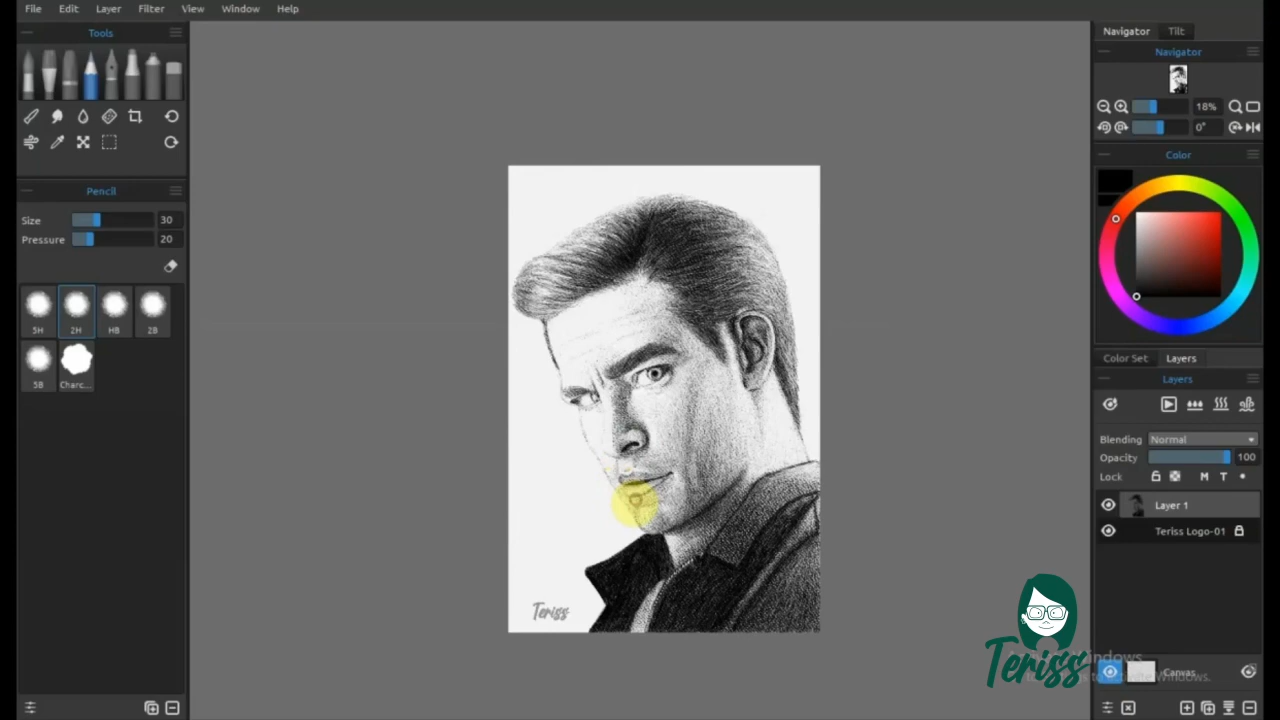 File Edit Layer Filter View Window Help
Tools
Pencil
Size 30
Pressure 20
5H 2H HB 2B
5B Charc...
Teriss
Navigator Tilt
Navigator
18%
0°
Color
Color Set Layers
Layers
Blending Normal
Opacity 100
Lock M T
Layer 1
Teriss Logo-01
Canvas
Teriss